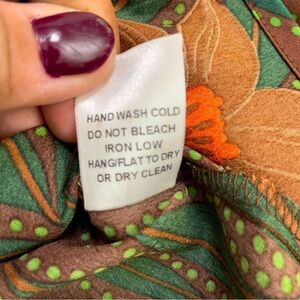 HAND WASH COLD
DO NOT BLEACH
IRON LOW
HANG/FLAT TO DRY
OR DRY CLEAN